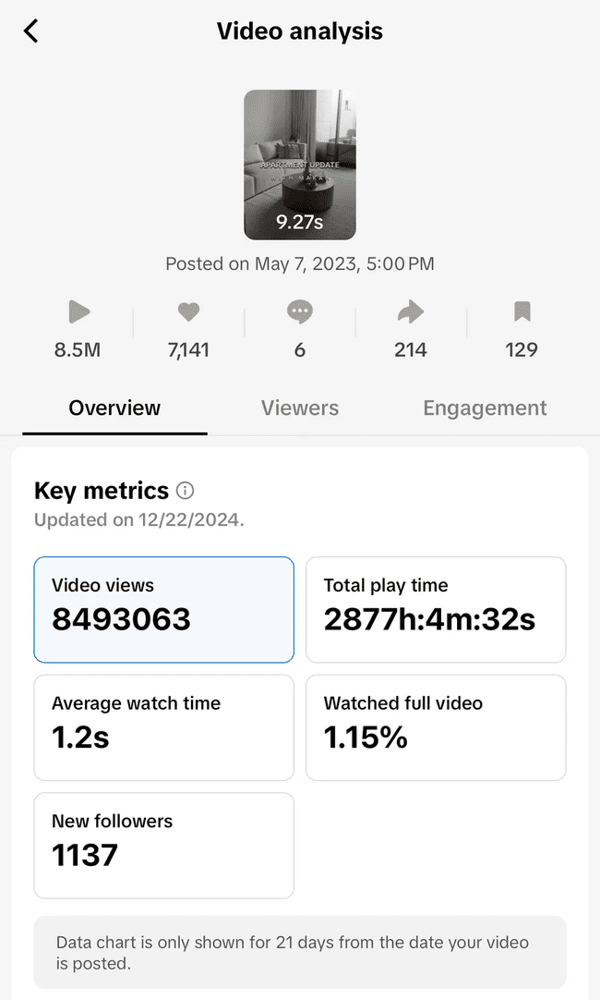 Video analysis
APARTMENT UPDATE
9.27s
Posted on May 7, 2023, 5:00 PM
8.5M 7,141 6 214 129
Overview Viewers Engagement
Key metrics
Updated on 12/22/2024.
Video views Total play time
8493063 2877h:4m:32s
Average watch time Watched full video
1.2s 1.15%
New followers
1137
Data chart is only shown for 21 days from the date your video
is posted.